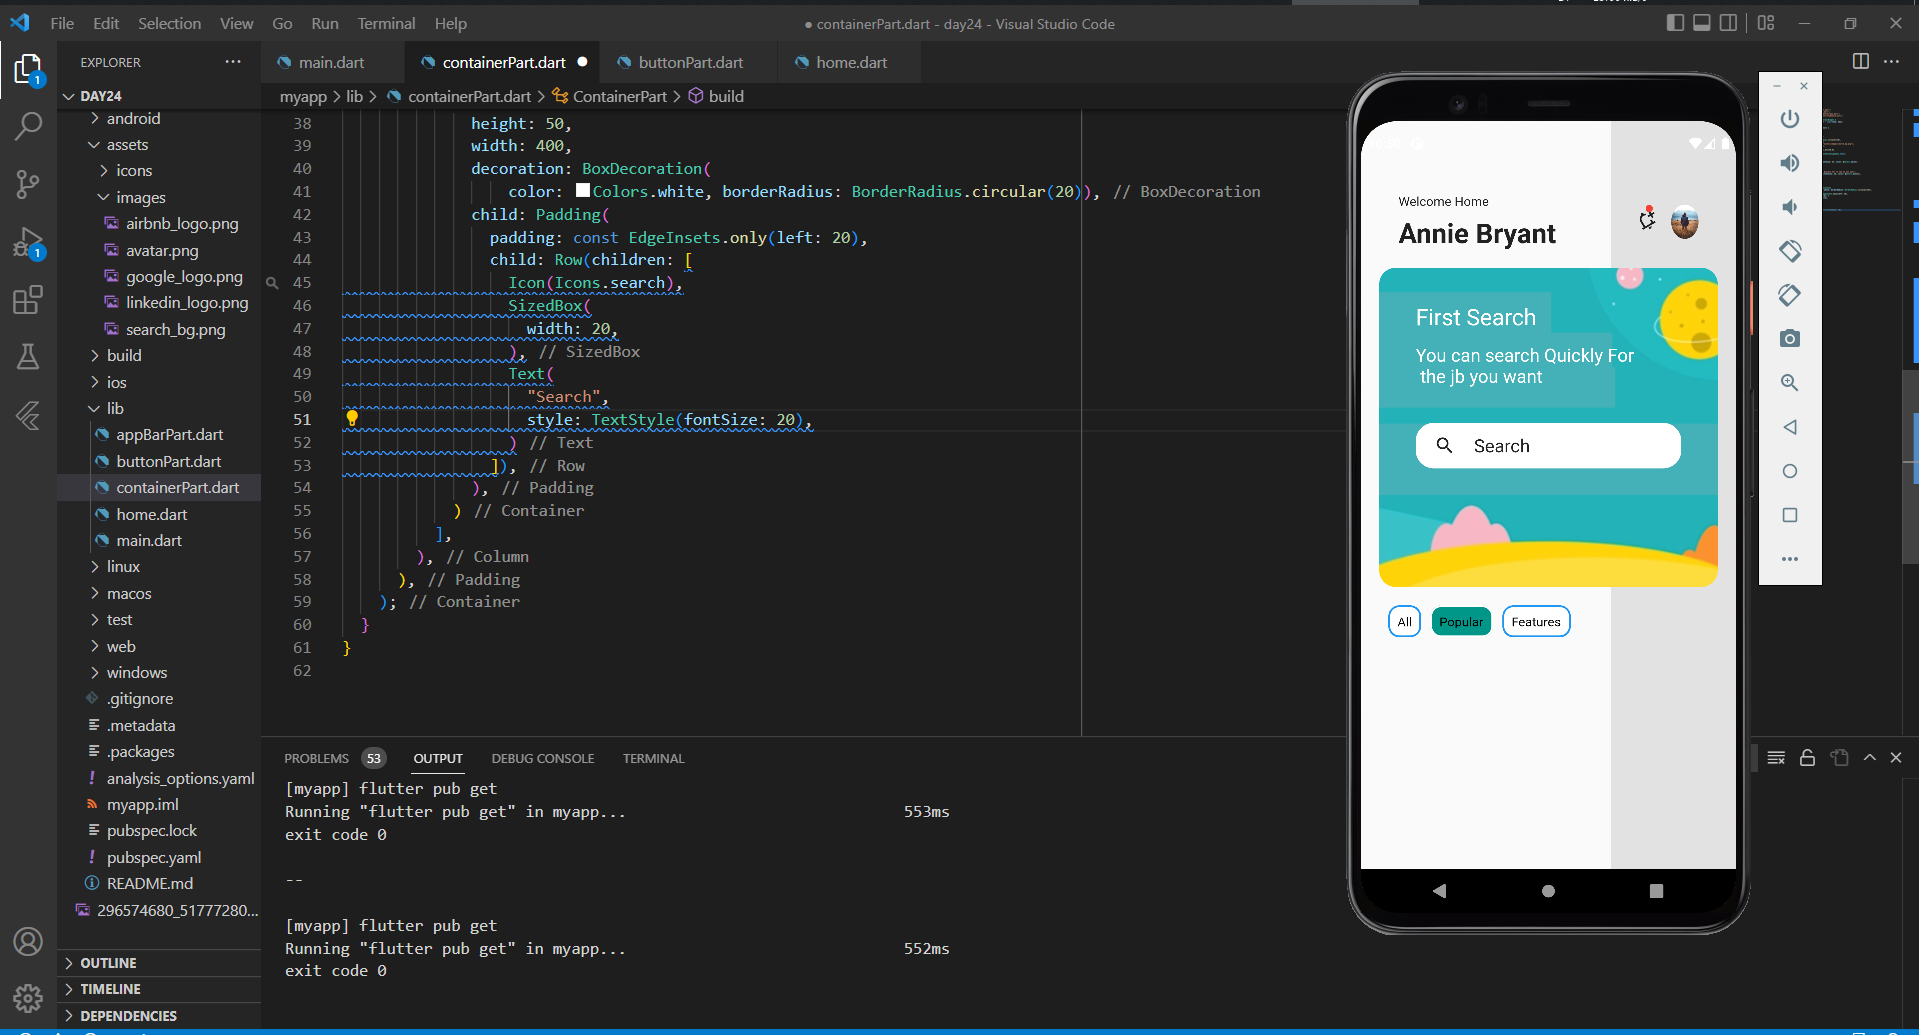 File Edit Selection View Go Run Terminal Help
● containerPart.dart - day24 - Visual Studio Code
EXPLORER
main.dart
containerPart.dart
buttonPart.dart
home.dart
myapp > lib > containerPart.dart > ContainerPart > build
1
1
DAY24
android
assets
icons
images
airbnb_logo.png
avatar.png
google_logo.png
linkedin_logo.png
search_bg.png
build
ios
lib
appBarPart.dart
buttonPart.dart
containerPart.dart
home.dart
main.dart
linux
macos
test
web
windows
.gitignore
.metadata
.packages
analysis_options.yaml
myapp.iml
pubspec.lock
pubspec.yaml
README.md
296574680_51777280...
OUTLINE
TIMELINE
DEPENDENCIES
38 height: 50,
39 width: 400,
40 decoration: BoxDecoration(
41 color: Colors.white, borderRadius: BorderRadius.circular(20)), // BoxDecoration
42 child: Padding(
43 padding: const EdgeInsets.only(left: 20),
44 child: Row(children: [
45 Icon(Icons.search),
46 SizedBox(
47 width: 20,
48 ), // SizedBox
49 Text(
50 "Search",
51 style: TextStyle(fontSize: 20),
52 ) // Text
53 ]), // Row
54 ), // Padding
55 ) // Container
56 ],
57 ), // Column
58 ), // Padding
59 ); // Container
60 }
61 }
62
PROBLEMS 53 OUTPUT DEBUG CONSOLE TERMINAL
[myapp] flutter pub get
Running "flutter pub get" in myapp... 553ms
exit code 0
--
[myapp] flutter pub get
Running "flutter pub get" in myapp... 552ms
exit code 0
Welcome Home
Annie Bryant
First Search
You can search Quickly For
the jb you want
Search
All Popular Features